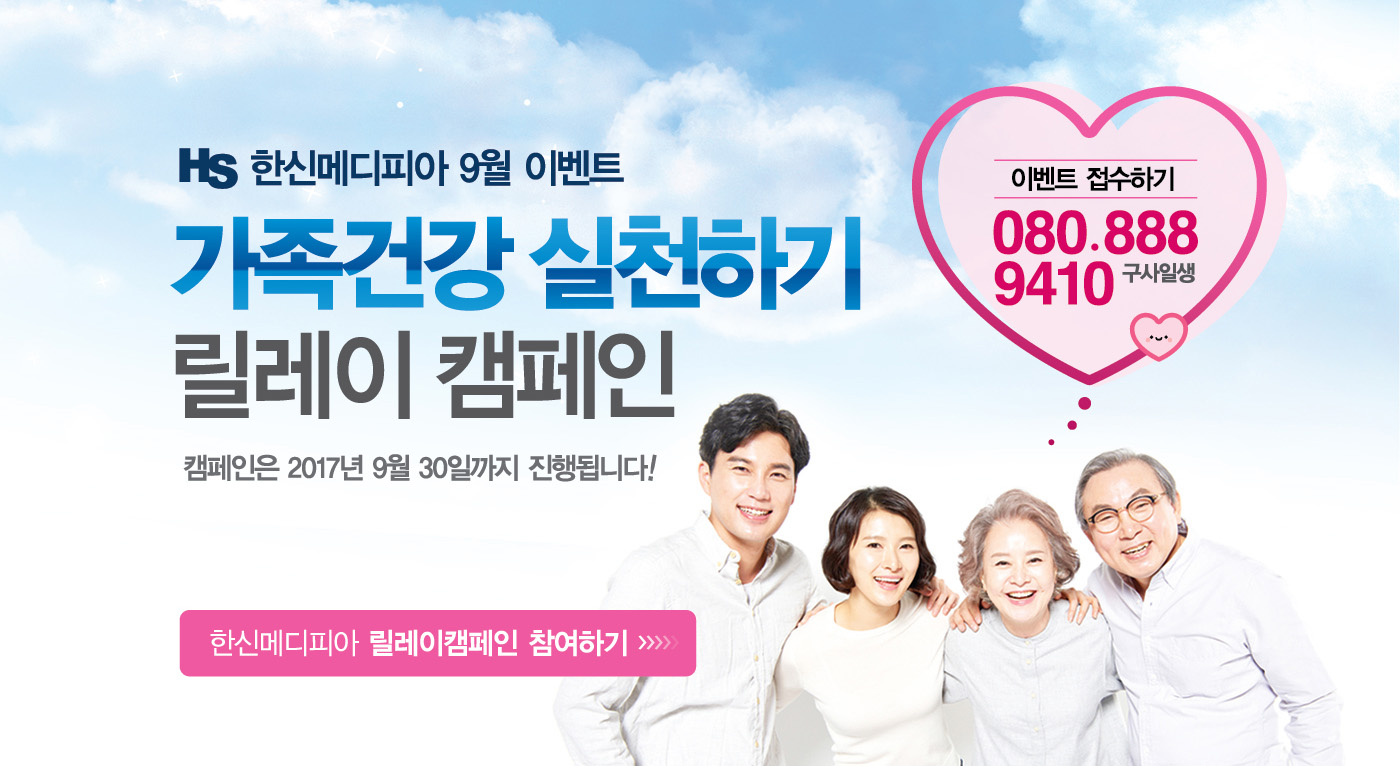 HS 한신메디피아 9월 이벤트
가족건강 실천하기
릴레이 캠페인
캠페인은 2017년 9월 30일까지 진행됩니다!
한신메디피아 릴레이캠페인 참여하기 »»»
이벤트 접수하기
080.888
9410 구사일생